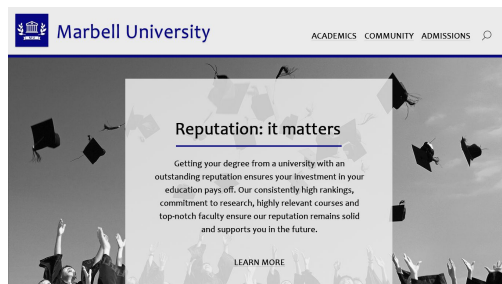 Marbell University
ACADEMICS COMMUNITY ADMISSIONS
Reputation: it matters
Getting your degree from a university with an
outstanding reputation ensures your investment in your
education pays off. Our consistently high rankings,
commitment to research, highly relevant courses and
top-notch faculty ensure our reputation remains solid
and supports you in the future.
LEARN MORE